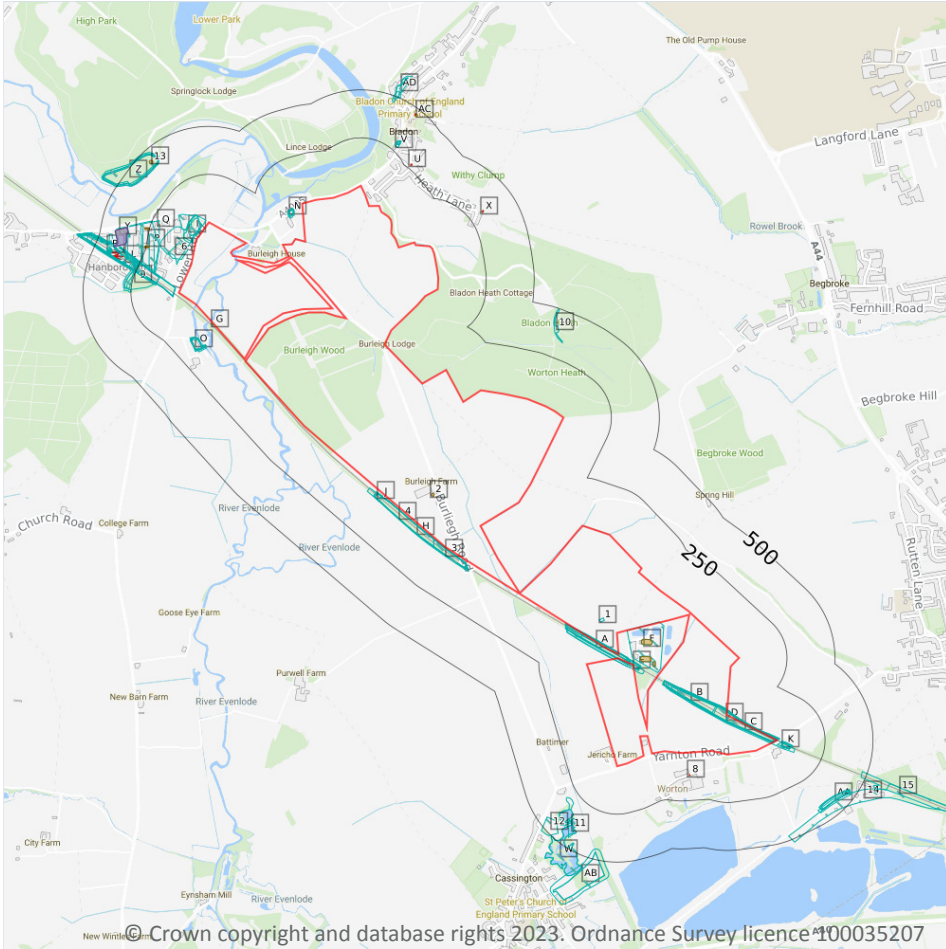 High Park
Lower Park
The Old Pump House
Springlock Lodge
AD
Bladon Church of England
Primary School
AC
Bladon
V
U
Langford Lane
Lince Lodge
13
Z
Heath Lane
Withy Clump
X
N
Q
Y
6
Rowel Brook
A44
Burleigh House
Begbroke
Bladon Heath Cottage
Fernhill Road
G
10
O
Burleigh Wood
Burleigh Lodge
Worton Heath
Begbroke Hill
Begbroke Wood
Burleigh Farm
2
J
4
H
3
Spring Hill
River Evenlode
Church Road
College Farm
River Evenlode
250
500
Rutten Lane
Goose Eye Farm
1
A
F
Purwell Farm
New Barn Farm
River Evenlode
B
D
C
K
Battimer
Jericho Farm
Yarnton Road
8
Worton
14
15
12
11
City Farm
W
AB
Cassington
Eynsham Mill
River Evenlode
St Peter's Church of
England Primary School
© Crown copyright and database rights 2023. Ordnance Survey licence 100035207